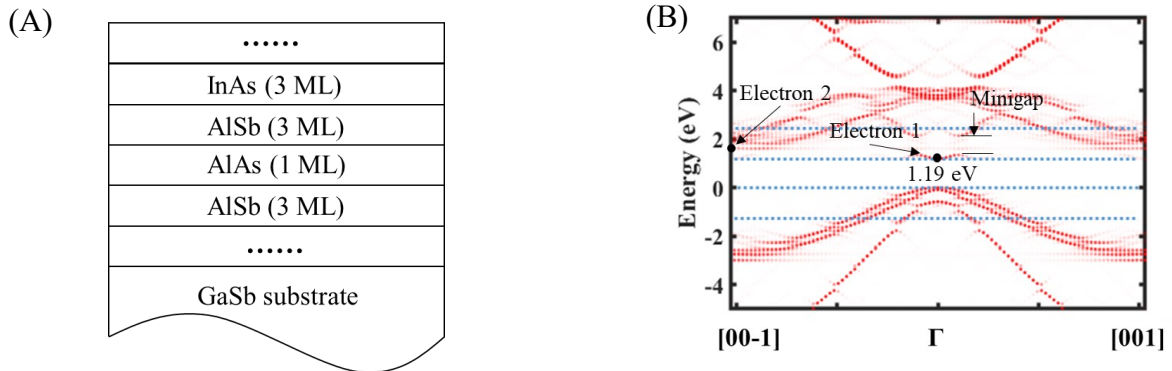 (A)
......
InAs (3 ML)
AlSb (3 ML)
AlAs (1 ML)
AlSb (3 ML)
......
GaSb substrate
(B)
Energy (eV)
6
4
2
0
-2
-4
Electron 2
Minigap
Electron 1
1.19 eV
[00-1]
Γ
[001]